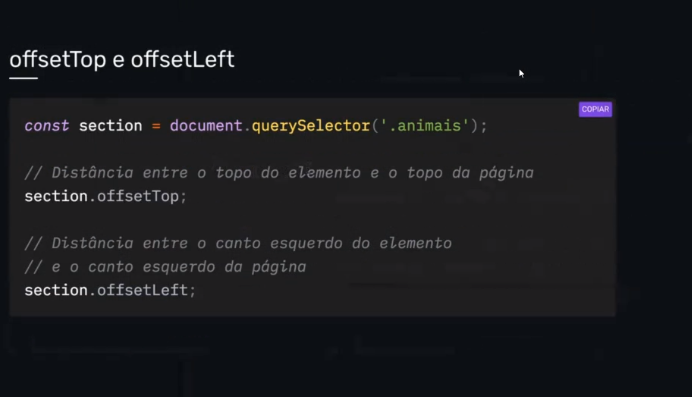 offsetTop e offsetLeft
COPIAR
const section = document.querySelector('.animais');
// Distância entre o topo do elemento e o topo da página
section.offsetTop;
// Distância entre o canto esquerdo do elemento
// e o canto esquerdo da página
section.offsetLeft;